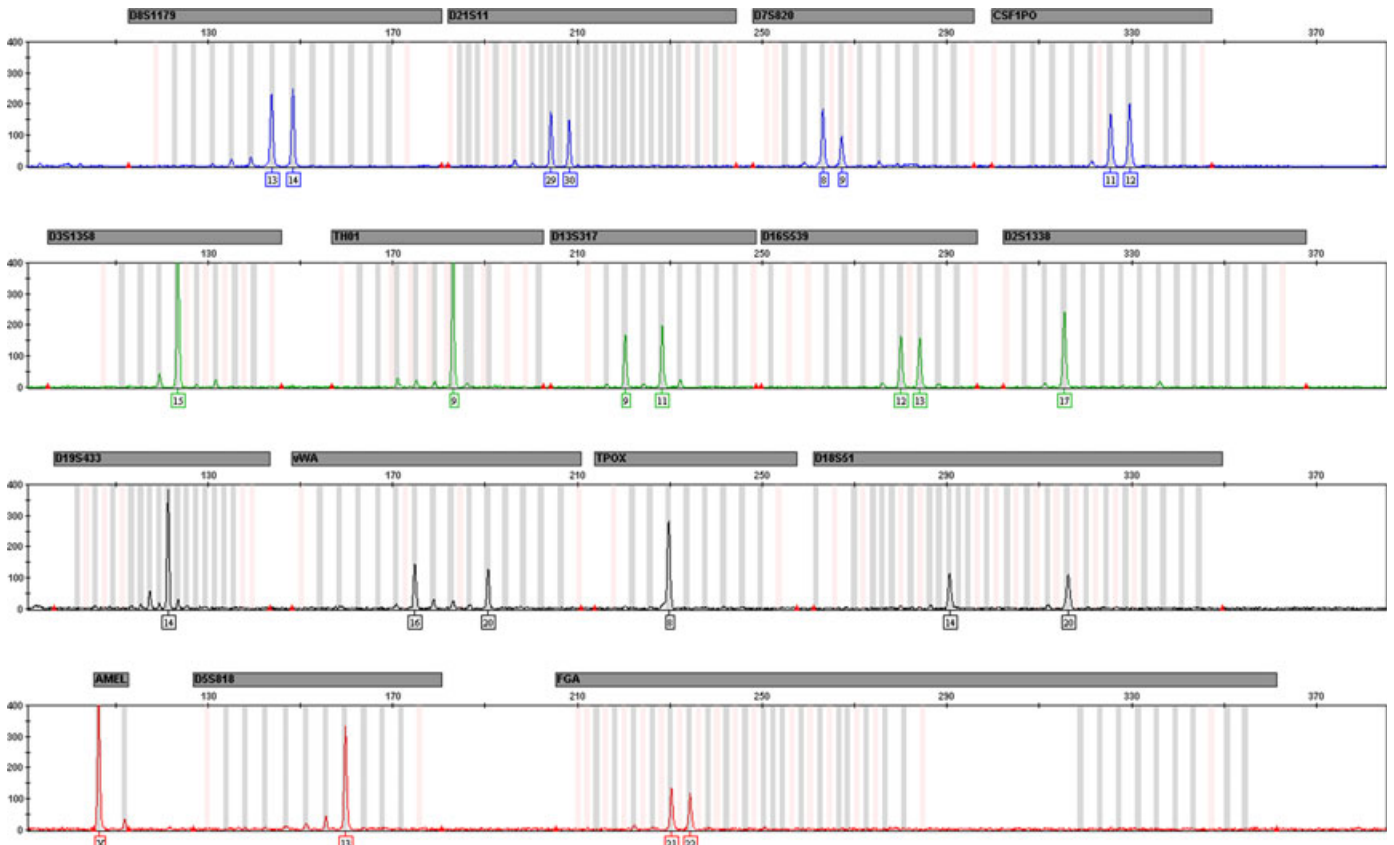 D8S1179 D21S11 D7S820 CSF1PO
130 170 210 250 290 330 370
400
300
200
100
0
13 14 29 30 8 9 11 12
D3S1358 TH01 D13S317 D16S539 D2S1338
130 170 210 250 290 330 370
400
300
200
100
0
15 9 9 11 12 13 17
D19S433 vWA TPOX D18S51
130 170 210 250 290 330 370
400
300
200
100
0
14 16 20 8 14 20
AMEL D5S818 FGA
130 170 210 250 290 330 370
400
300
200
100
0
X 13 21 22